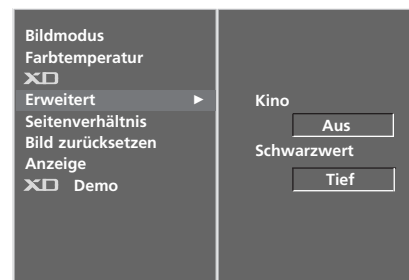 Bildmodus
Farbtemperatur
XD
Erweitert ►
Seitenverhältnis
Bild zurücksetzen
Anzeige
XD Demo
Kino
Aus
Schwarzwert
Tief